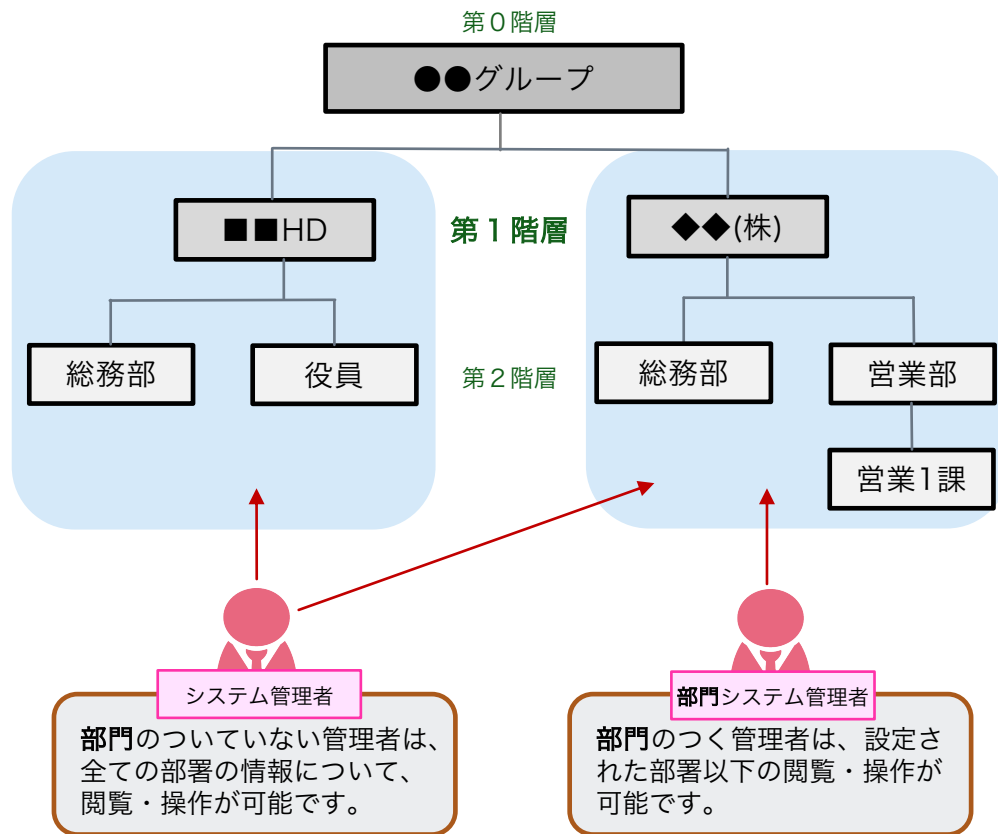 第０階層
●●グループ
■■HD
第１階層
◆◆(株)
総務部
役員
第２階層
総務部
営業部
営業1課
システム管理者
部門のついていない管理者は、
全ての部署の情報について、
閲覧・操作が可能です。
部門システム管理者
部門のつく管理者は、設定さ
れた部署以下の閲覧・操作が
可能です。